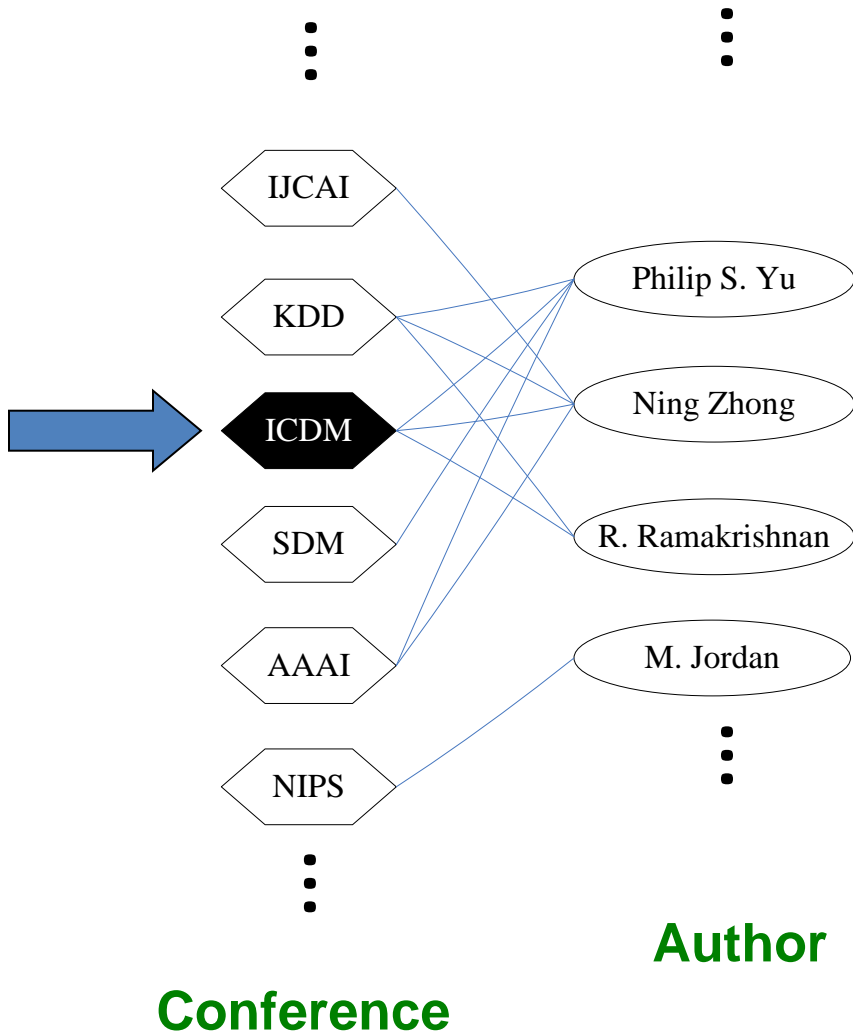 IJCAI
KDD
ICDM
SDM
AAAI
NIPS
Conference
Philip S. Yu
Ning Zhong
R. Ramakrishnan
M. Jordan
Author